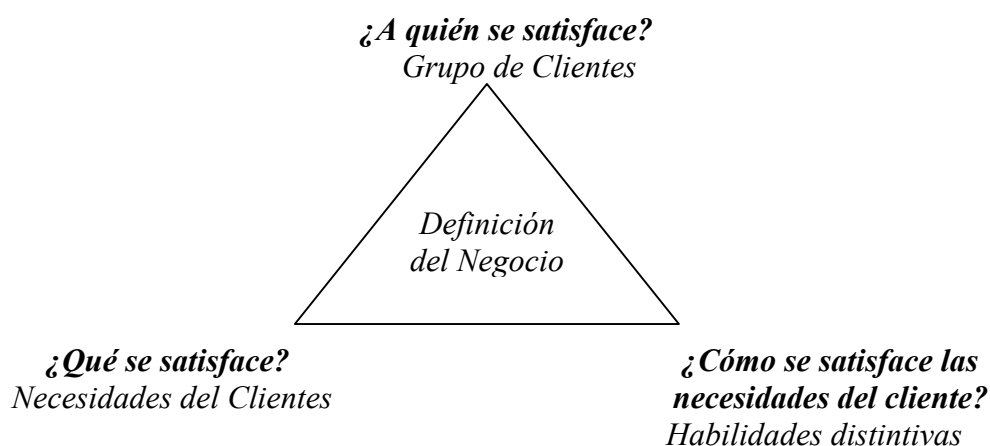 ¿A quién se satisface?
Grupo de Clientes
Definición
del Negocio
¿Qué se satisface?
Necesidades del Clientes
¿Cómo se satisface las
necesidades del cliente?
Habilidades distintivas